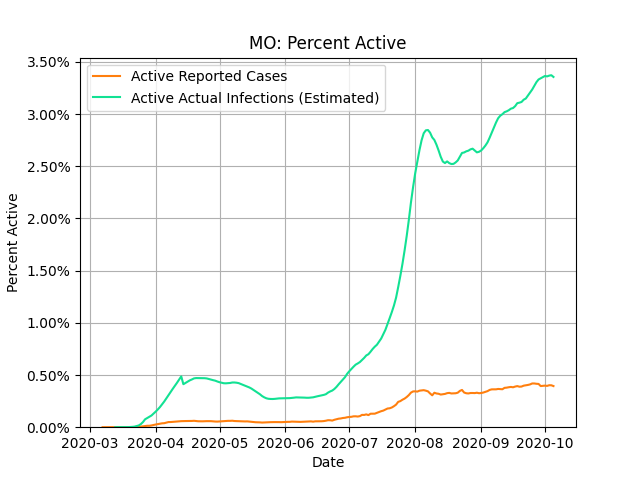 MO: Percent Active
Active Reported Cases
Active Actual Infections (Estimated)
Percent Active
3.50%
3.00%
2.50%
2.00%
1.50%
1.00%
0.50%
0.00%
2020-03 2020-04 2020-05 2020-06 2020-07 2020-08 2020-09 2020-10
Date